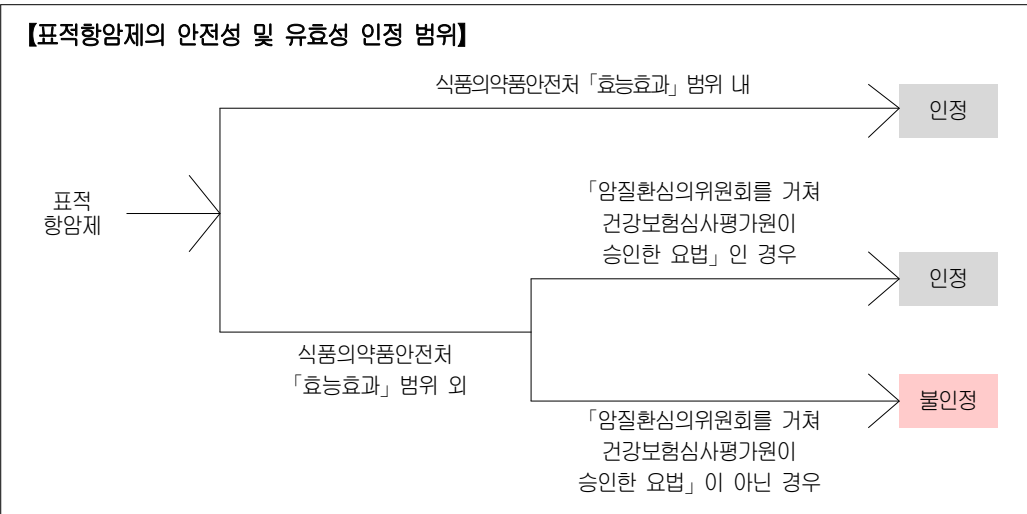 【표적항암제의 안전성 및 유효성 인정 범위】
식품의약품안전처「효능효과」범위 내
인정
표적
항암제
「암질환심의위원회를 거쳐
건강보험심사평가원이
승인한 요법」인 경우
인정
식품의약품안전처
「효능효과」범위 외
불인정
「암질환심의위원회를 거쳐
건강보험심사평가원이
승인한 요법」이 아닌 경우